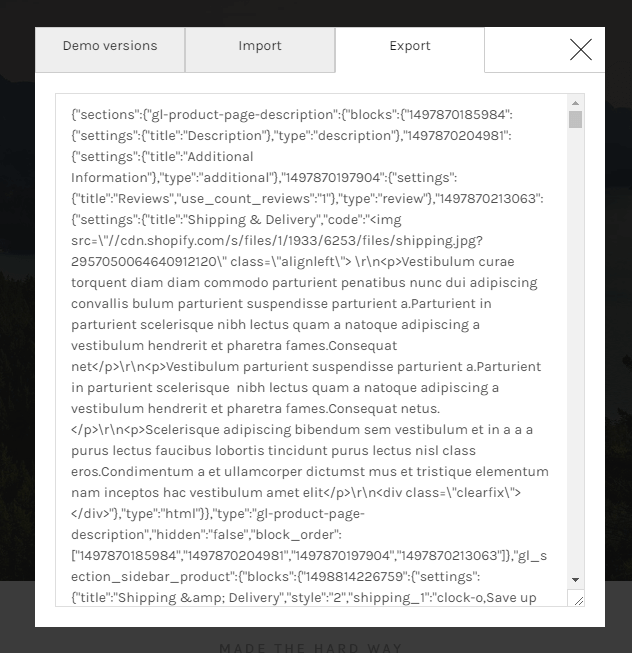 Demo versions
Import
Export
{"sections":{"gl-product-page-description":{"blocks":{"1497870185984":
{"settings":{"title":"Description"},"type":"description"},"1497870204981":
{"settings":{"title":"Additional
Information"},"type":"additional"},"1497870197904":{"settings":
{"title":"Reviews","use_count_reviews":"1"},"type":"review"},"1497870213063":
{"settings":{"title":"Shipping & Delivery","code":"<img
src=\"//cdn.shopify.com/s/files/1/1933/6253/files/shipping.jpg?
2957050064640912120\" class=\"alignleft\"> \r\n<p>Vestibulum curae
torquent diam diam commodo parturient penatibus nunc dui adipiscing
convallis bulum parturient suspendisse parturient a.Parturient in
parturient scelerisque nibh lectus quam a natoque adipiscing a
vestibulum hendrerit et pharetra fames.Consequat
net</p>\r\n<p>Vestibulum parturient suspendisse parturient a.Parturient
in parturient scelerisque  nibh lectus quam a natoque adipiscing a
vestibulum hendrerit et pharetra fames.Consequat netus.
</p>\r\n<p>Scelerisque adipiscing bibendum sem vestibulum et in a a a
purus lectus faucibus lobortis tincidunt purus lectus nisl class
eros.Condimentum a et ullamcorper dictumst mus et tristique elementum
nam inceptos hac vestibulum amet elit</p>\r\n<div class=\"clearfix\">
</div>"},"type":"html"}},"type":"gl-product-page-
description","hidden":"false","block_order":
["1497870185984","1497870204981","1497870197904","1497870213063"]},"gl_s
ection_sidebar_product":{"blocks":{"1498814226759":{"settings":
{"title":"Shipping &amp; Delivery","style":"2","shipping_1":"clock-o,Save up
MADE THE HARD WAY